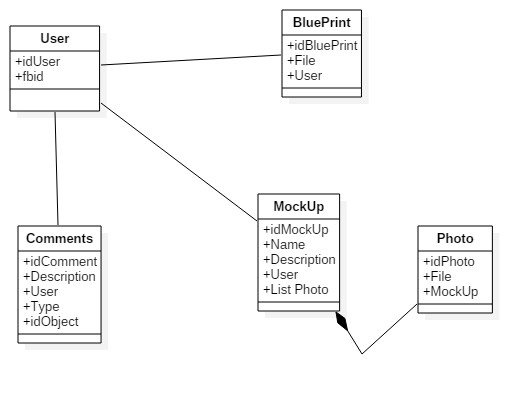 User
+idUser
+fbid
BluePrint
+idBluePrint
+File
+User
Comments
+idComment
+Description
+User
+Type
+idObject
MockUp
+idMockUp
+Name
+Description
+User
+List Photo
Photo
+idPhoto
+File
+MockUp